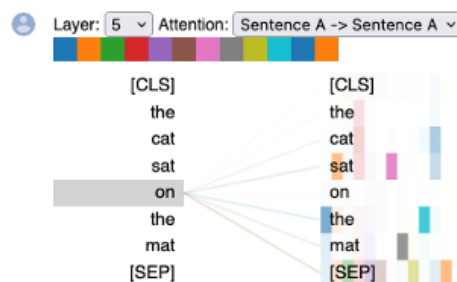 Layer: 5 Attention: Sentence A -> Sentence A
[CLS] [CLS]
the the
cat cat
sat sat
on on
the the
mat mat
[SEP] [SEP]